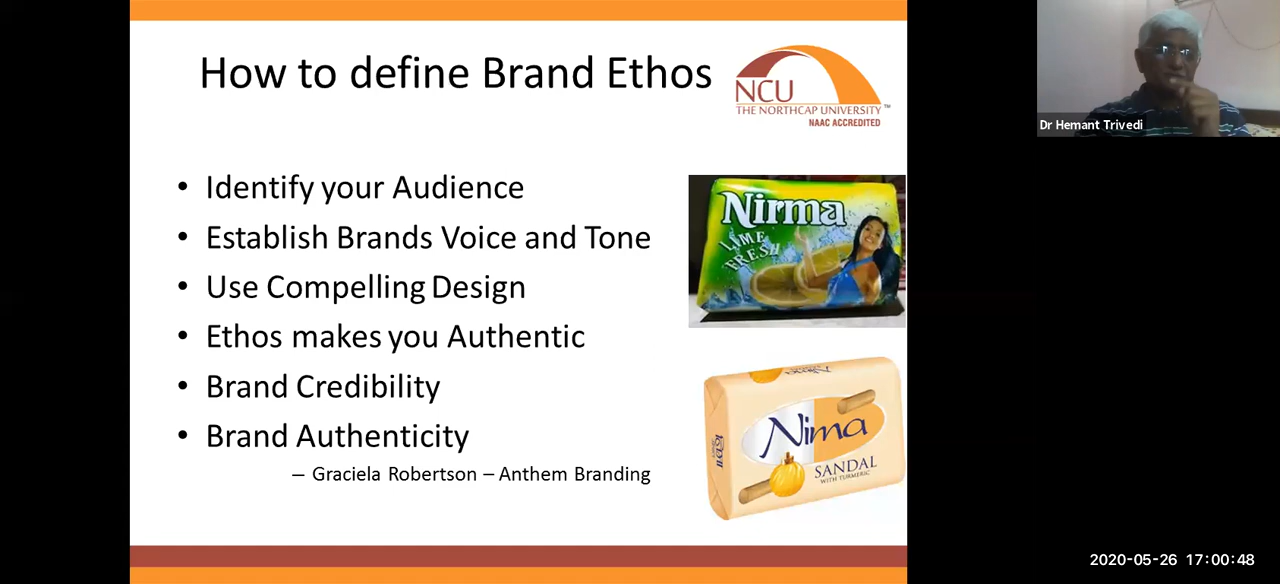 How to define Brand Ethos
NCU
THE NORTHCAP UNIVERSITY™
NAAC ACCREDITED
Dr Hemant Trivedi
• Identify your Audience
• Establish Brands Voice and Tone
• Use Compelling Design
• Ethos makes you Authentic
• Brand Credibility
• Brand Authenticity
– Graciela Robertson – Anthem Branding
Nirma
LIME
FRESH
Nima
SANDAL
WITH TURMERIC
2020-05-26 17:00:48